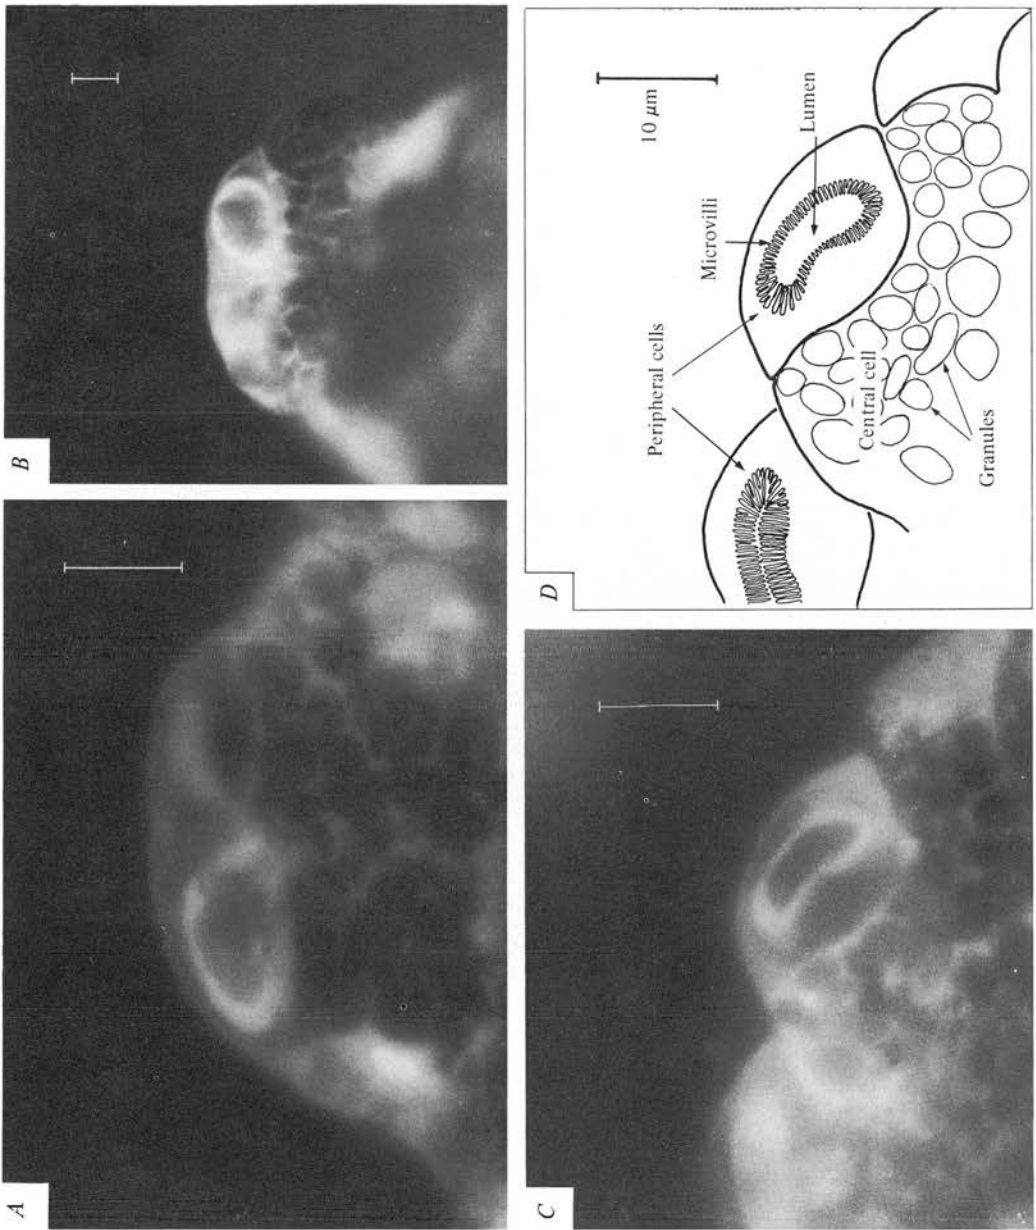 A
B
C
D
10 μm
Microvilli
Lumen
Peripheral cells
Central cell
Granules